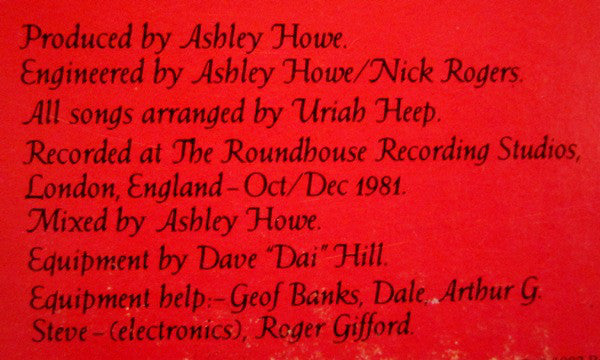 Produced by Ashley Howe.
Engineered by Ashley Howe/Nick Rogers.
All songs arranged by Uriah Heep.
Recorded at The Roundhouse Recording Studios,
London, England-Oct/Dec 1981.
Mixed by Ashley Howe.
Equipment by Dave "Dai" Hill.
Equipment help:-Geof Banks, Dale, Arthur G.
Steve-(electronics), Roger Gifford.